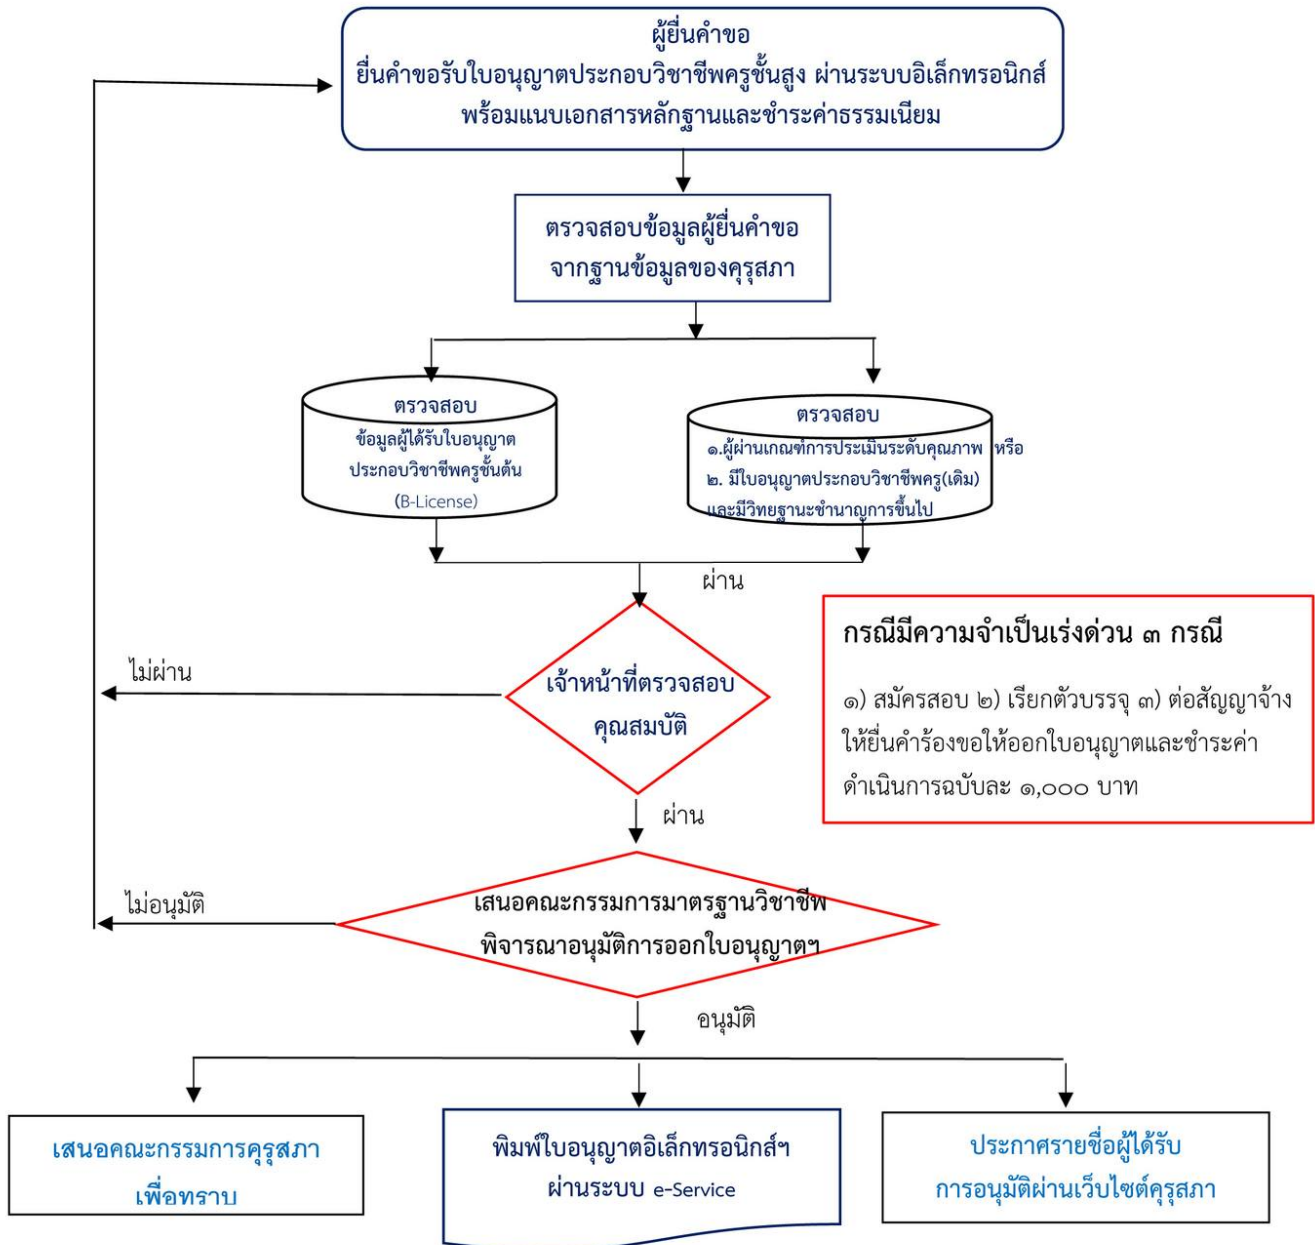 ผู้ยื่นคำขอ
ยื่นคำขอรับใบอนุญาตประกอบวิชาชีพครูชั้นสูง ผ่านระบบอิเล็กทรอนิกส์
พร้อมแนบเอกสารหลักฐานและชำระค่าธรรมเนียม
ตรวจสอบข้อมูลผู้ยื่นคำขอ
จากฐานข้อมูลของคุรุสภา
ตรวจสอบ
ข้อมูลผู้ได้รับใบอนุญาต
ประกอบวิชาชีพครูชั้นต้น
(B-License)
ตรวจสอบ
๑.ผู้ผ่านเกณฑ์การประเมินระดับคุณภาพ หรือ
๒. มีใบอนุญาตประกอบวิชาชีพครู(เดิม)
และมีวิทยฐานะชำนาญการขึ้นไป
ผ่าน
เจ้าหน้าที่ตรวจสอบ
คุณสมบัติ
ไม่ผ่าน
กรณีมีความจำเป็นเร่งด่วน ๓ กรณี
๑) สมัครสอบ ๒) เรียกตัวบรรจุ ๓) ต่อสัญญาจ้าง
ให้ยื่นคำร้องขอให้ออกใบอนุญาตและชำระค่า
ดำเนินการฉบับละ ๑,๐๐๐ บาท
ผ่าน
เสนอคณะกรรมการมาตรฐานวิชาชีพ
พิจารณาอนุมัติการออกใบอนุญาตฯ
ไม่อนุมัติ
อนุมัติ
เสนอคณะกรรมการคุรุสภา
เพื่อทราบ
พิมพ์ใบอนุญาตอิเล็กทรอนิกส์ฯ
ผ่านระบบ e-Service
ประกาศรายชื่อผู้ได้รับ
การอนุมัติผ่านเว็บไซต์คุรุสภา